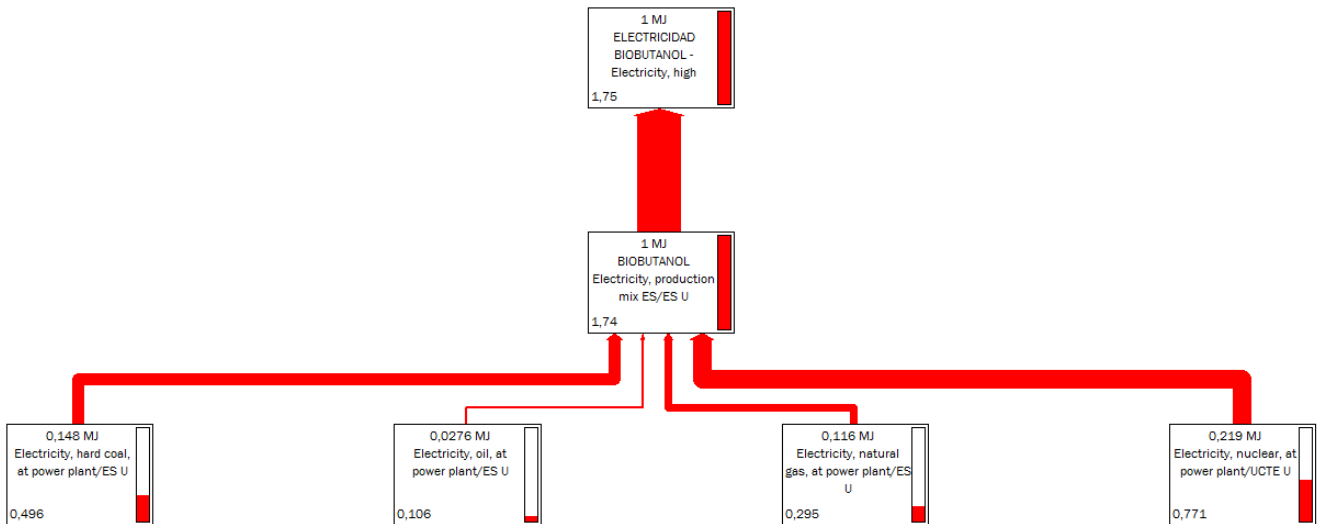 1 MJ
ELECTRICIDAD
BIOBUTANOL -
Electricity, high
1,75
1 MJ
BIOBUTANOL
Electricity, production
mix ES/ES U
1,74
0,148 MJ
Electricity, hard coal,
at power plant/ES U
0,496
0,0276 MJ
Electricity, oil, at
power plant/ES U
0,106
0,116 MJ
Electricity, natural
gas, at power plant/ES
U
0,295
0,219 MJ
Electricity, nuclear, at
power plant/UCTE U
0,771